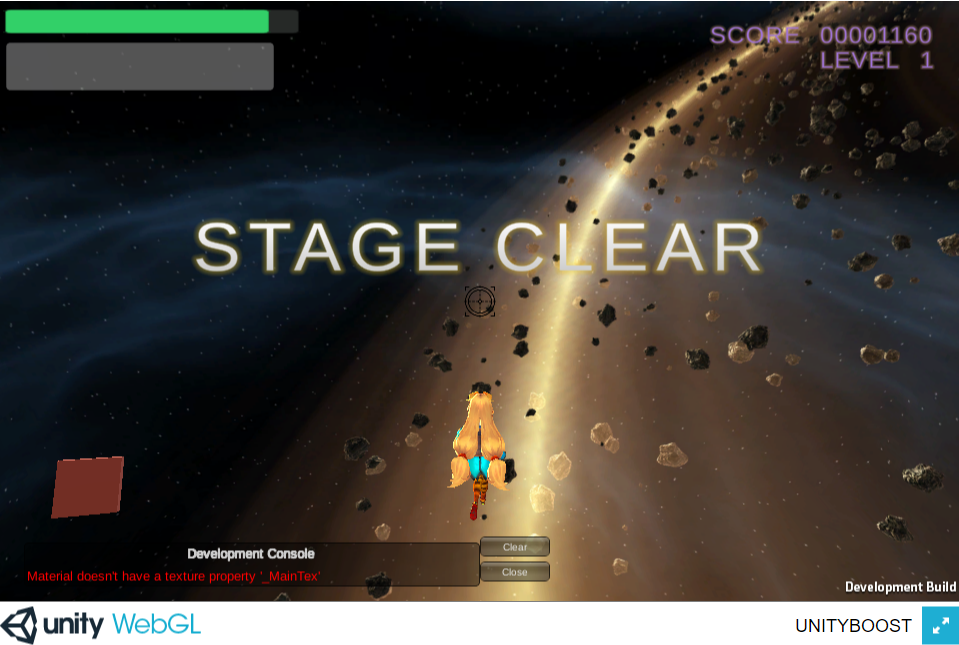 SCORE 00001160
LEVEL 1
STAGE CLEAR
Development Console
Clear
Material doesn't have a texture property '_MainTex'
Close
Development Build
unity WebGL
UNITYBOOST